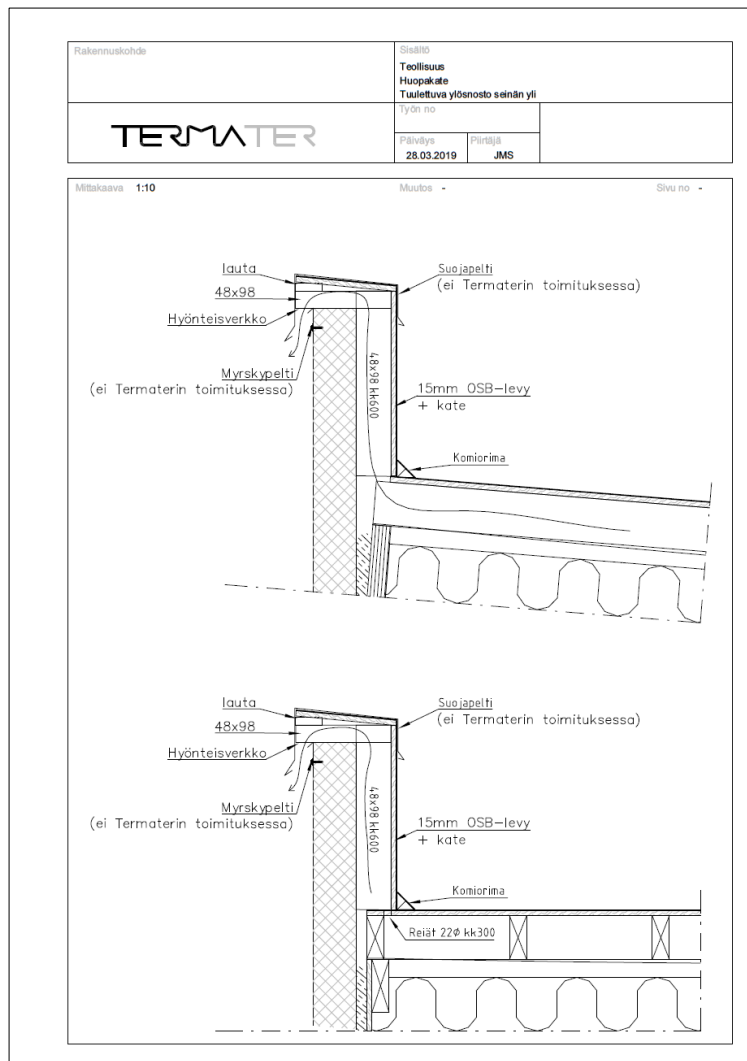 Rakennuskohde
Sisältö
Teollisuus
Huopakate
Tuulettuva ylösnosto seinän yli
TERMATER
Työn no
Päiväys
28.03.2019
Piirtäjä
JMS
Mittakaava 1:10
Muutos -
Sivu no -
lauta
48x98
Hyönteisverkko
Myrskypelti
(ei Termaterin toimituksessa)
Suojapelti
(ei Termaterin toimituksessa)
48x98 kk600
15mm OSB-levy
+ kate
Komiorima
lauta
48x98
Hyönteisverkko
Myrskypelti
(ei Termaterin toimituksessa)
Suojapelti
(ei Termaterin toimituksessa)
48x98 kk600
15mm OSB-levy
+ kate
Komiorima
Reiät 22ø kk300